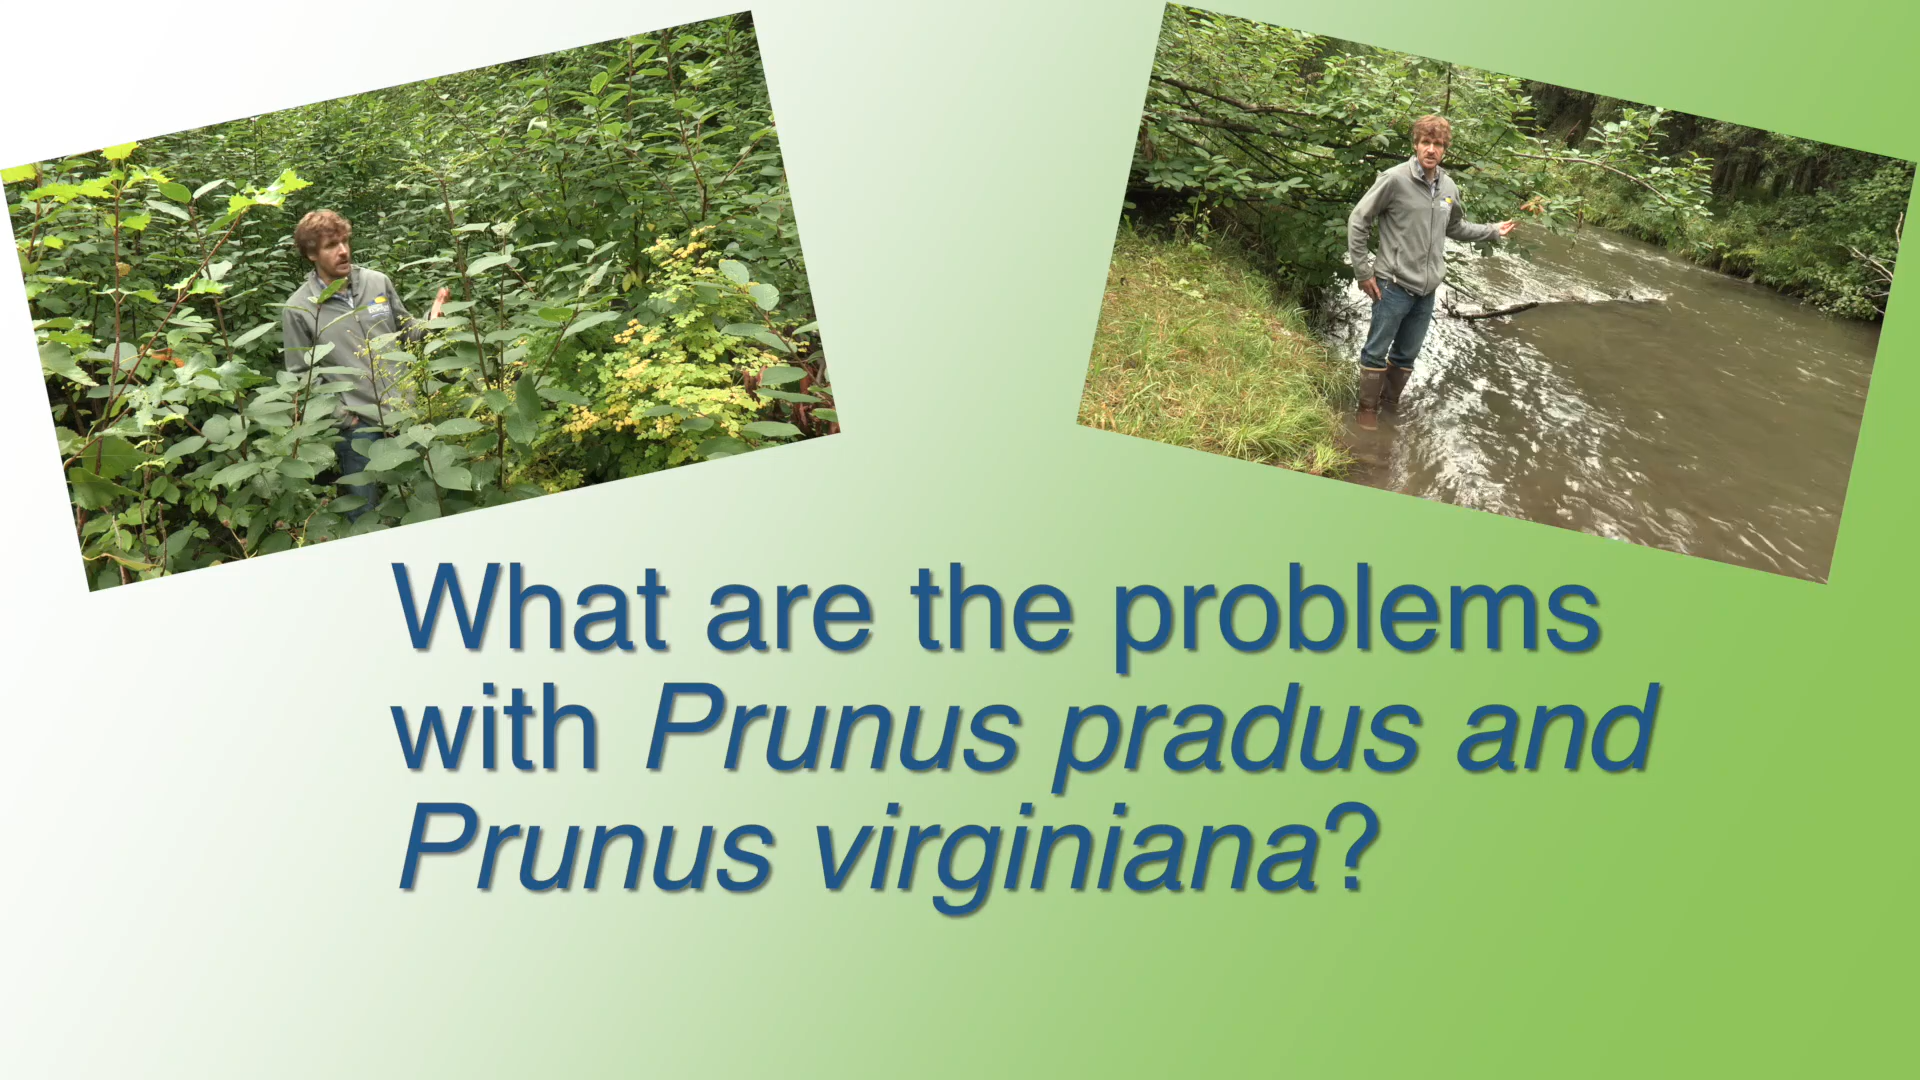 What are the problems
with Prunus pradus and
Prunus virginiana?